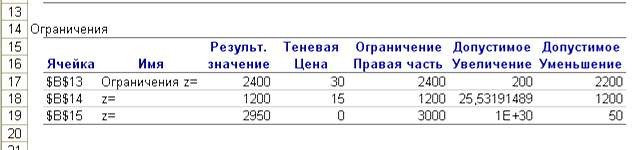 13
14 Ограничения
15 Результ. Теневая Ограничение Допустимое Допустимое
16 Ячейка Имя значение Цена Правая часть Увеличение Уменьшение
17 $B$13 Ограничения z= 2400 30 2400 200 2200
18 $B$14 z= 1200 15 1200 25,53191489 1200
19 $B$15 z= 2950 0 3000 1E+30 50
20